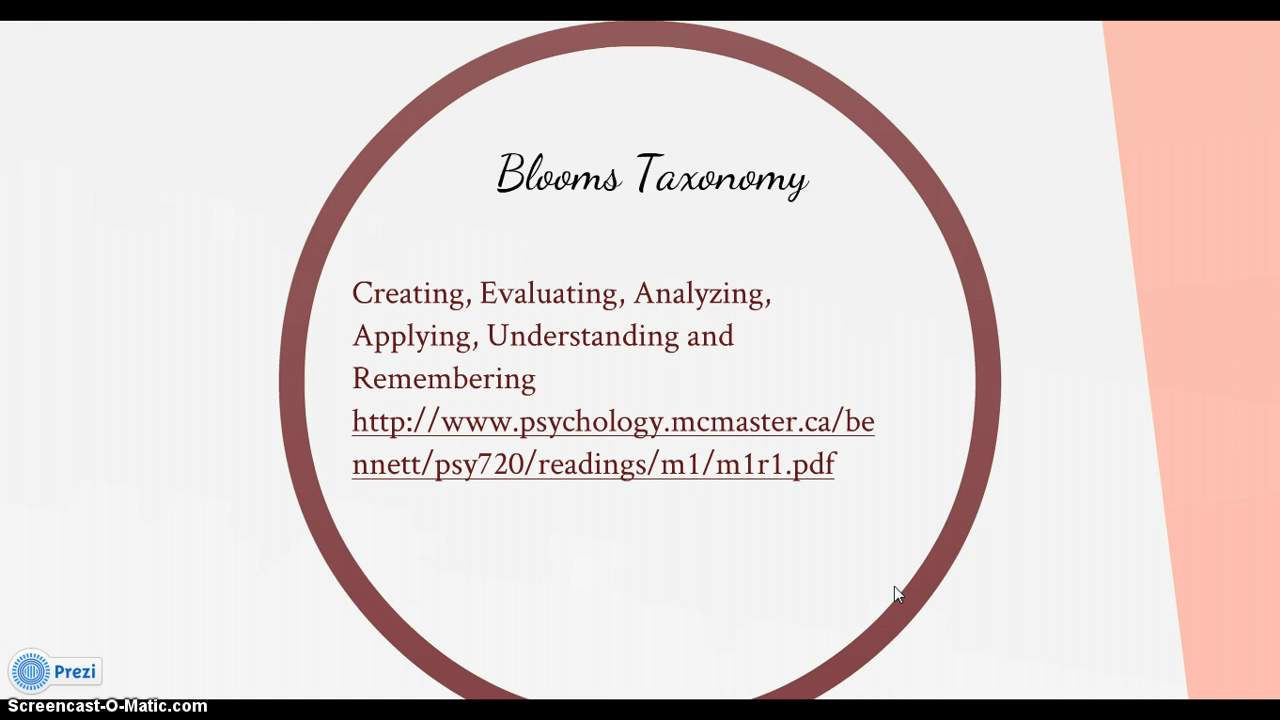 Blooms Taxonomy
Creating, Evaluating, Analyzing,
Applying, Understanding and
Remembering
http://www.psychology.mcmaster.ca/be
nnett/psy720/readings/m1/m1r1.pdf
Prezi
Screencast-O-Matic.com